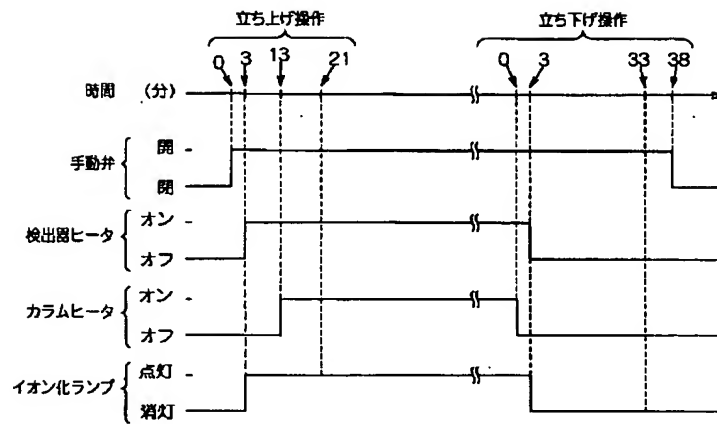 立ち上げ操作 立ち下げ操作
0 3 13 21 0 3 33 38
時間 (分)
開
手動弁
閉
オン
検出器ヒータ
オフ
オン
カラムヒータ
オフ
点灯
イオン化ランプ
消灯